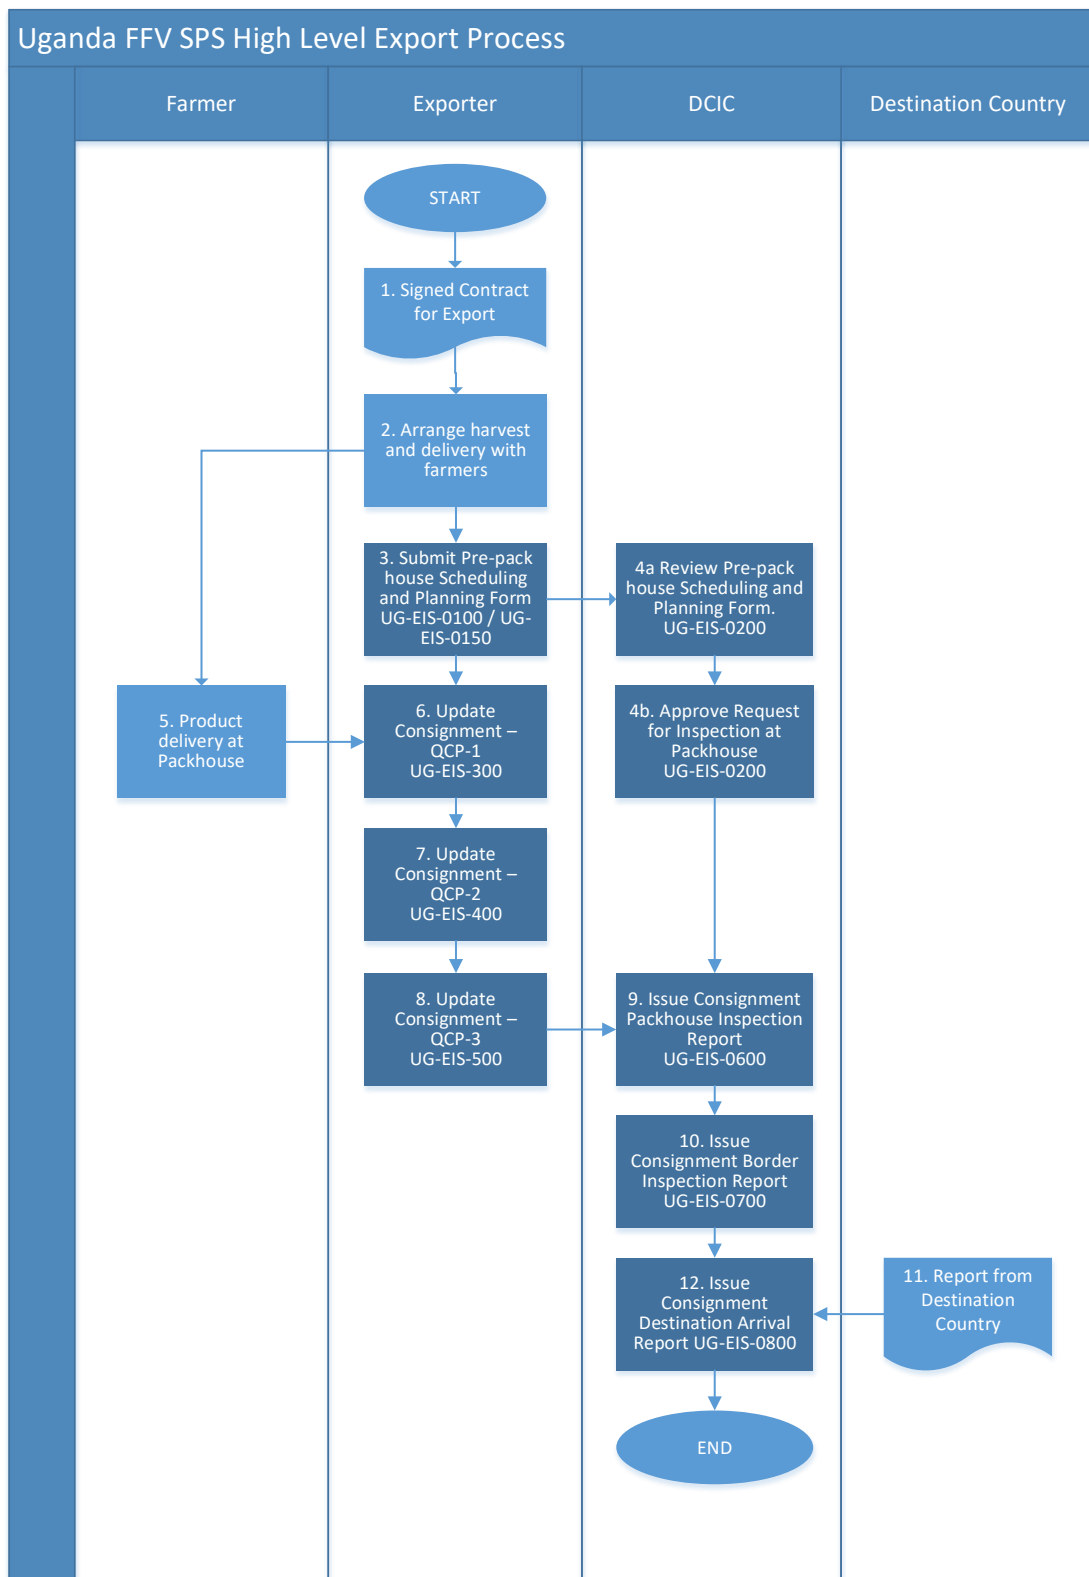 Uganda FFV SPS High Level Export Process
Farmer
Exporter
DCIC
Destination Country
START
1. Signed Contract
for Export
2. Arrange harvest
and delivery with
farmers
3. Submit Pre-pack
house Scheduling
and Planning Form
UG-EIS-0100 / UG-
EIS-0150
4a Review Pre-pack
house Scheduling and
Planning Form.
UG-EIS-0200
5. Product
delivery at
Packhouse
6. Update
Consignment –
QCP-1
UG-EIS-300
4b. Approve Request
for Inspection at
Packhouse
UG-EIS-0200
7. Update
Consignment –
QCP-2
UG-EIS-400
8. Update
Consignment –
QCP-3
UG-EIS-500
9. Issue Consignment
Packhouse Inspection
Report
UG-EIS-0600
10. Issue
Consignment Border
Inspection Report
UG-EIS-0700
12. Issue
Consignment
Destination Arrival
Report UG-EIS-0800
11. Report from
Destination
Country
END